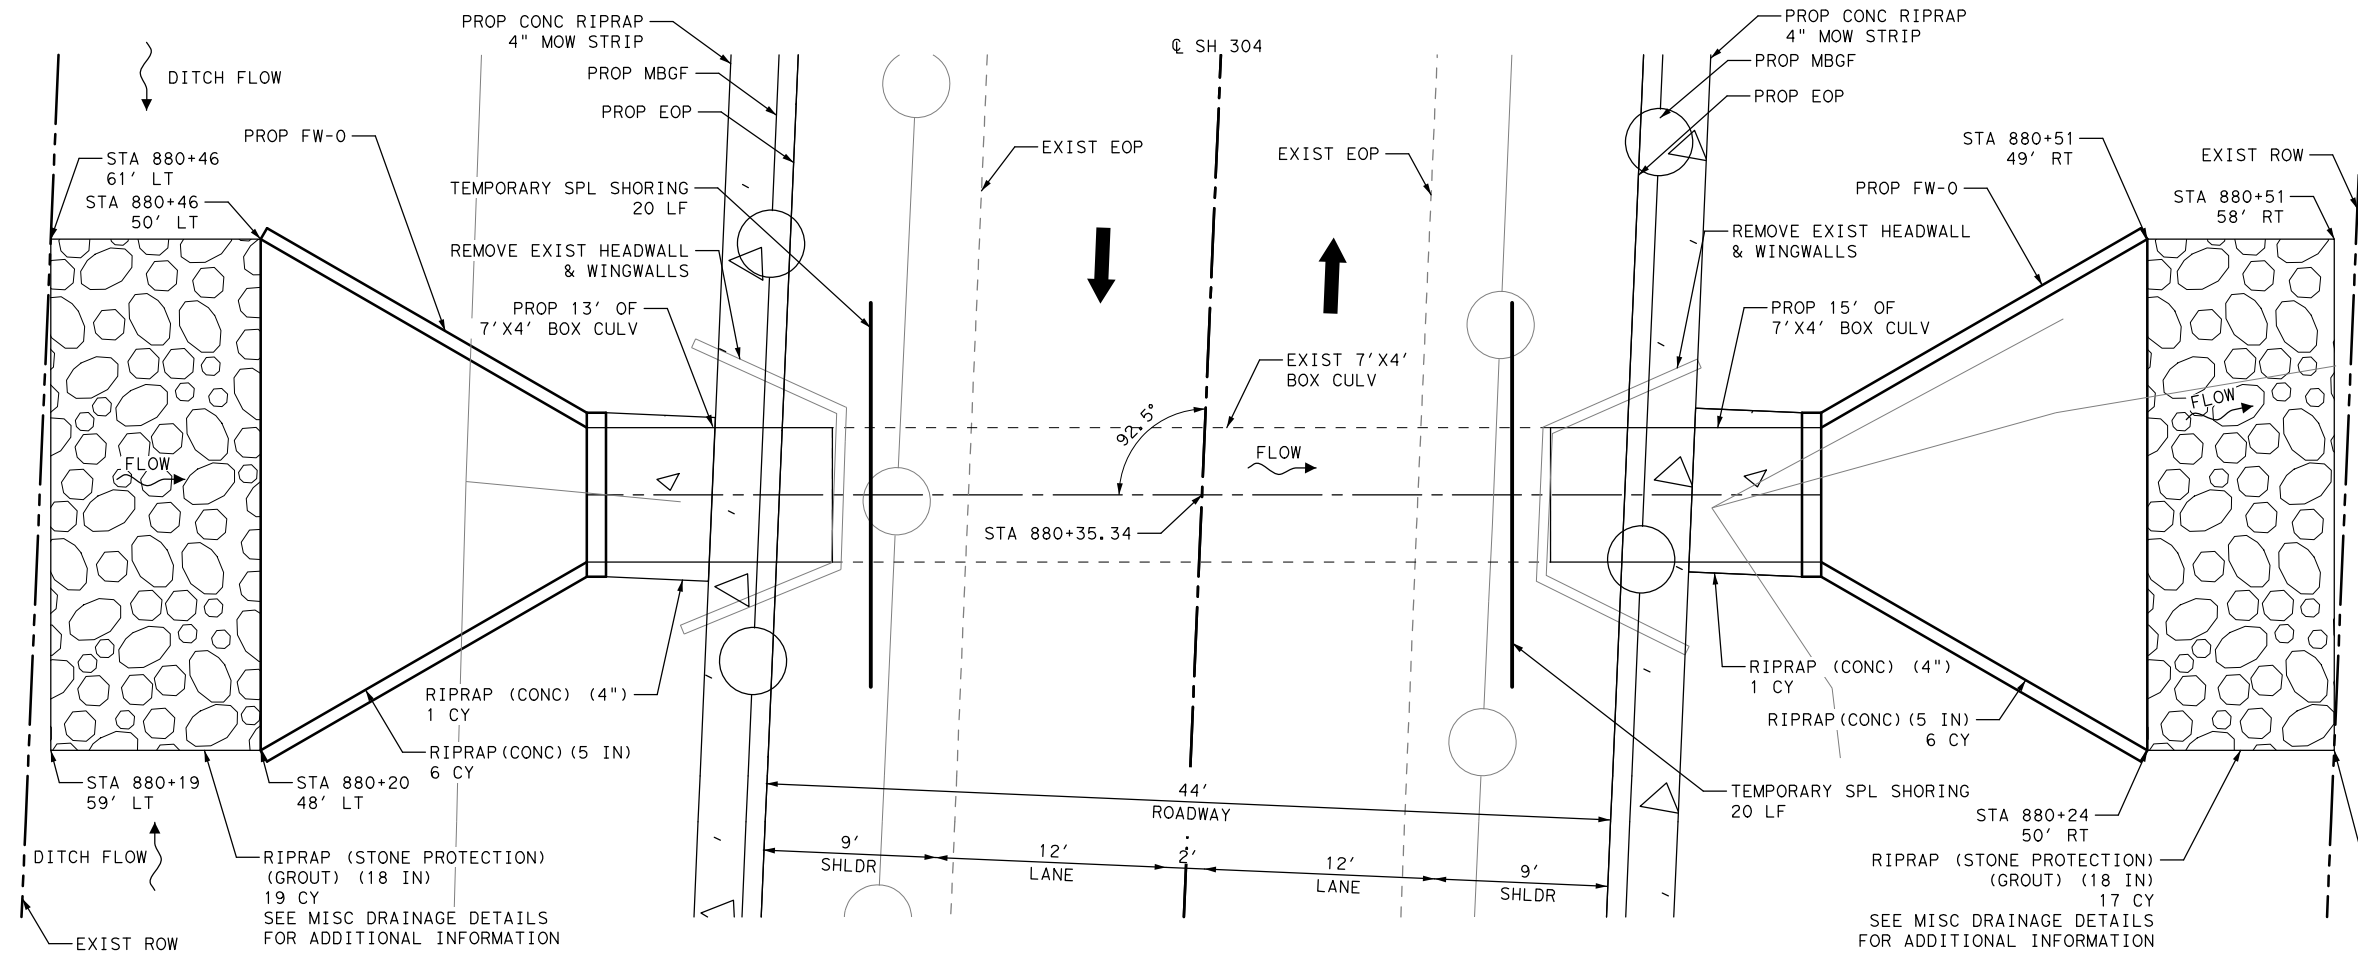 PROP CONC RIPRAP
4" MOW STRIP
PROP MBGF
PROP EOP
℄ SH 304
PROP CONC RIPRAP
4" MOW STRIP
PROP MBGF
PROP EOP
DITCH FLOW
PROP FW-O
STA 880+46
61' LT
STA 880+46
50' LT
EXIST EOP
EXIST EOP
STA 880+51
49' RT
EXIST ROW
PROP FW-O
STA 880+51
58' RT
TEMPORARY SPL SHORING
20 LF
REMOVE EXIST HEADWALL
& WINGWALLS
REMOVE EXIST HEADWALL
& WINGWALLS
PROP 13' OF
7'X4' BOX CULV
PROP 15' OF
7'X4' BOX CULV
EXIST 7'X4'
BOX CULV
92.5°
FLOW
FLOW
FLOW
STA 880+35.34
RIPRAP (CONC) (4")
1 CY
RIPRAP(CONC)(5 IN)
6 CY
RIPRAP (CONC) (4")
1 CY
RIPRAP(CONC)(5 IN)
6 CY
STA 880+19
59' LT
STA 880+20
48' LT
44'
ROADWAY
TEMPORARY SPL SHORING
20 LF
STA 880+24
50' RT
9'
SHLDR
12'
LANE
2'
12'
LANE
9'
SHLDR
DITCH FLOW
RIPRAP (STONE PROTECTION)
(GROUT) (18 IN)
19 CY
SEE MISC DRAINAGE DETAILS
FOR ADDITIONAL INFORMATION
RIPRAP (STONE PROTECTION)
(GROUT) (18 IN)
17 CY
SEE MISC DRAINAGE DETAILS
FOR ADDITIONAL INFORMATION
EXIST ROW